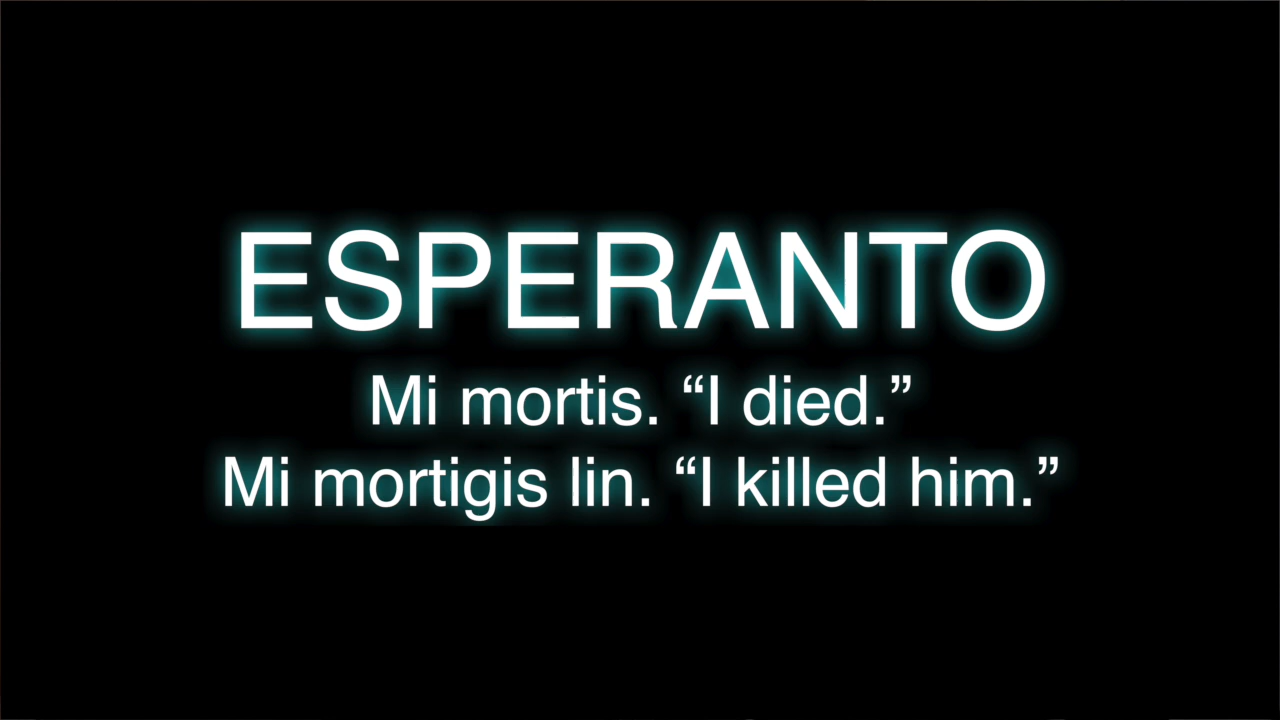 ESPERANTO
Mi mortis. “I died.”
Mi mortigis lin. “I killed him.”